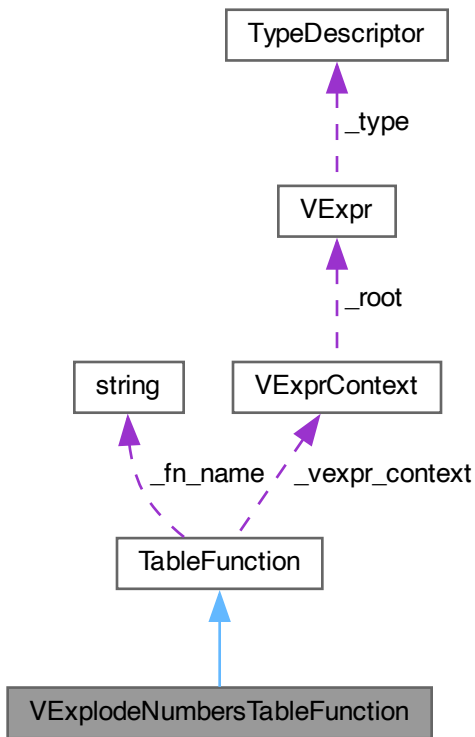 TypeDescriptor
_type
VExpr
_root
string
VExprContext
_fn_name
_vexpr_context
TableFunction
VExplodeNumbersTableFunction